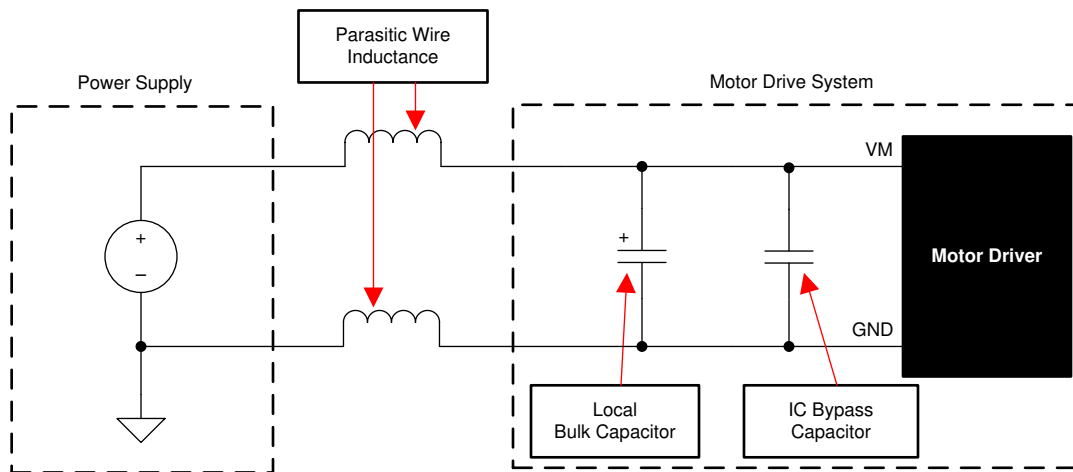 Parasitic Wire
Inductance
Power Supply
Motor Drive System
VM
+
–
+
Motor Driver
GND
Local
Bulk Capacitor
IC Bypass
Capacitor